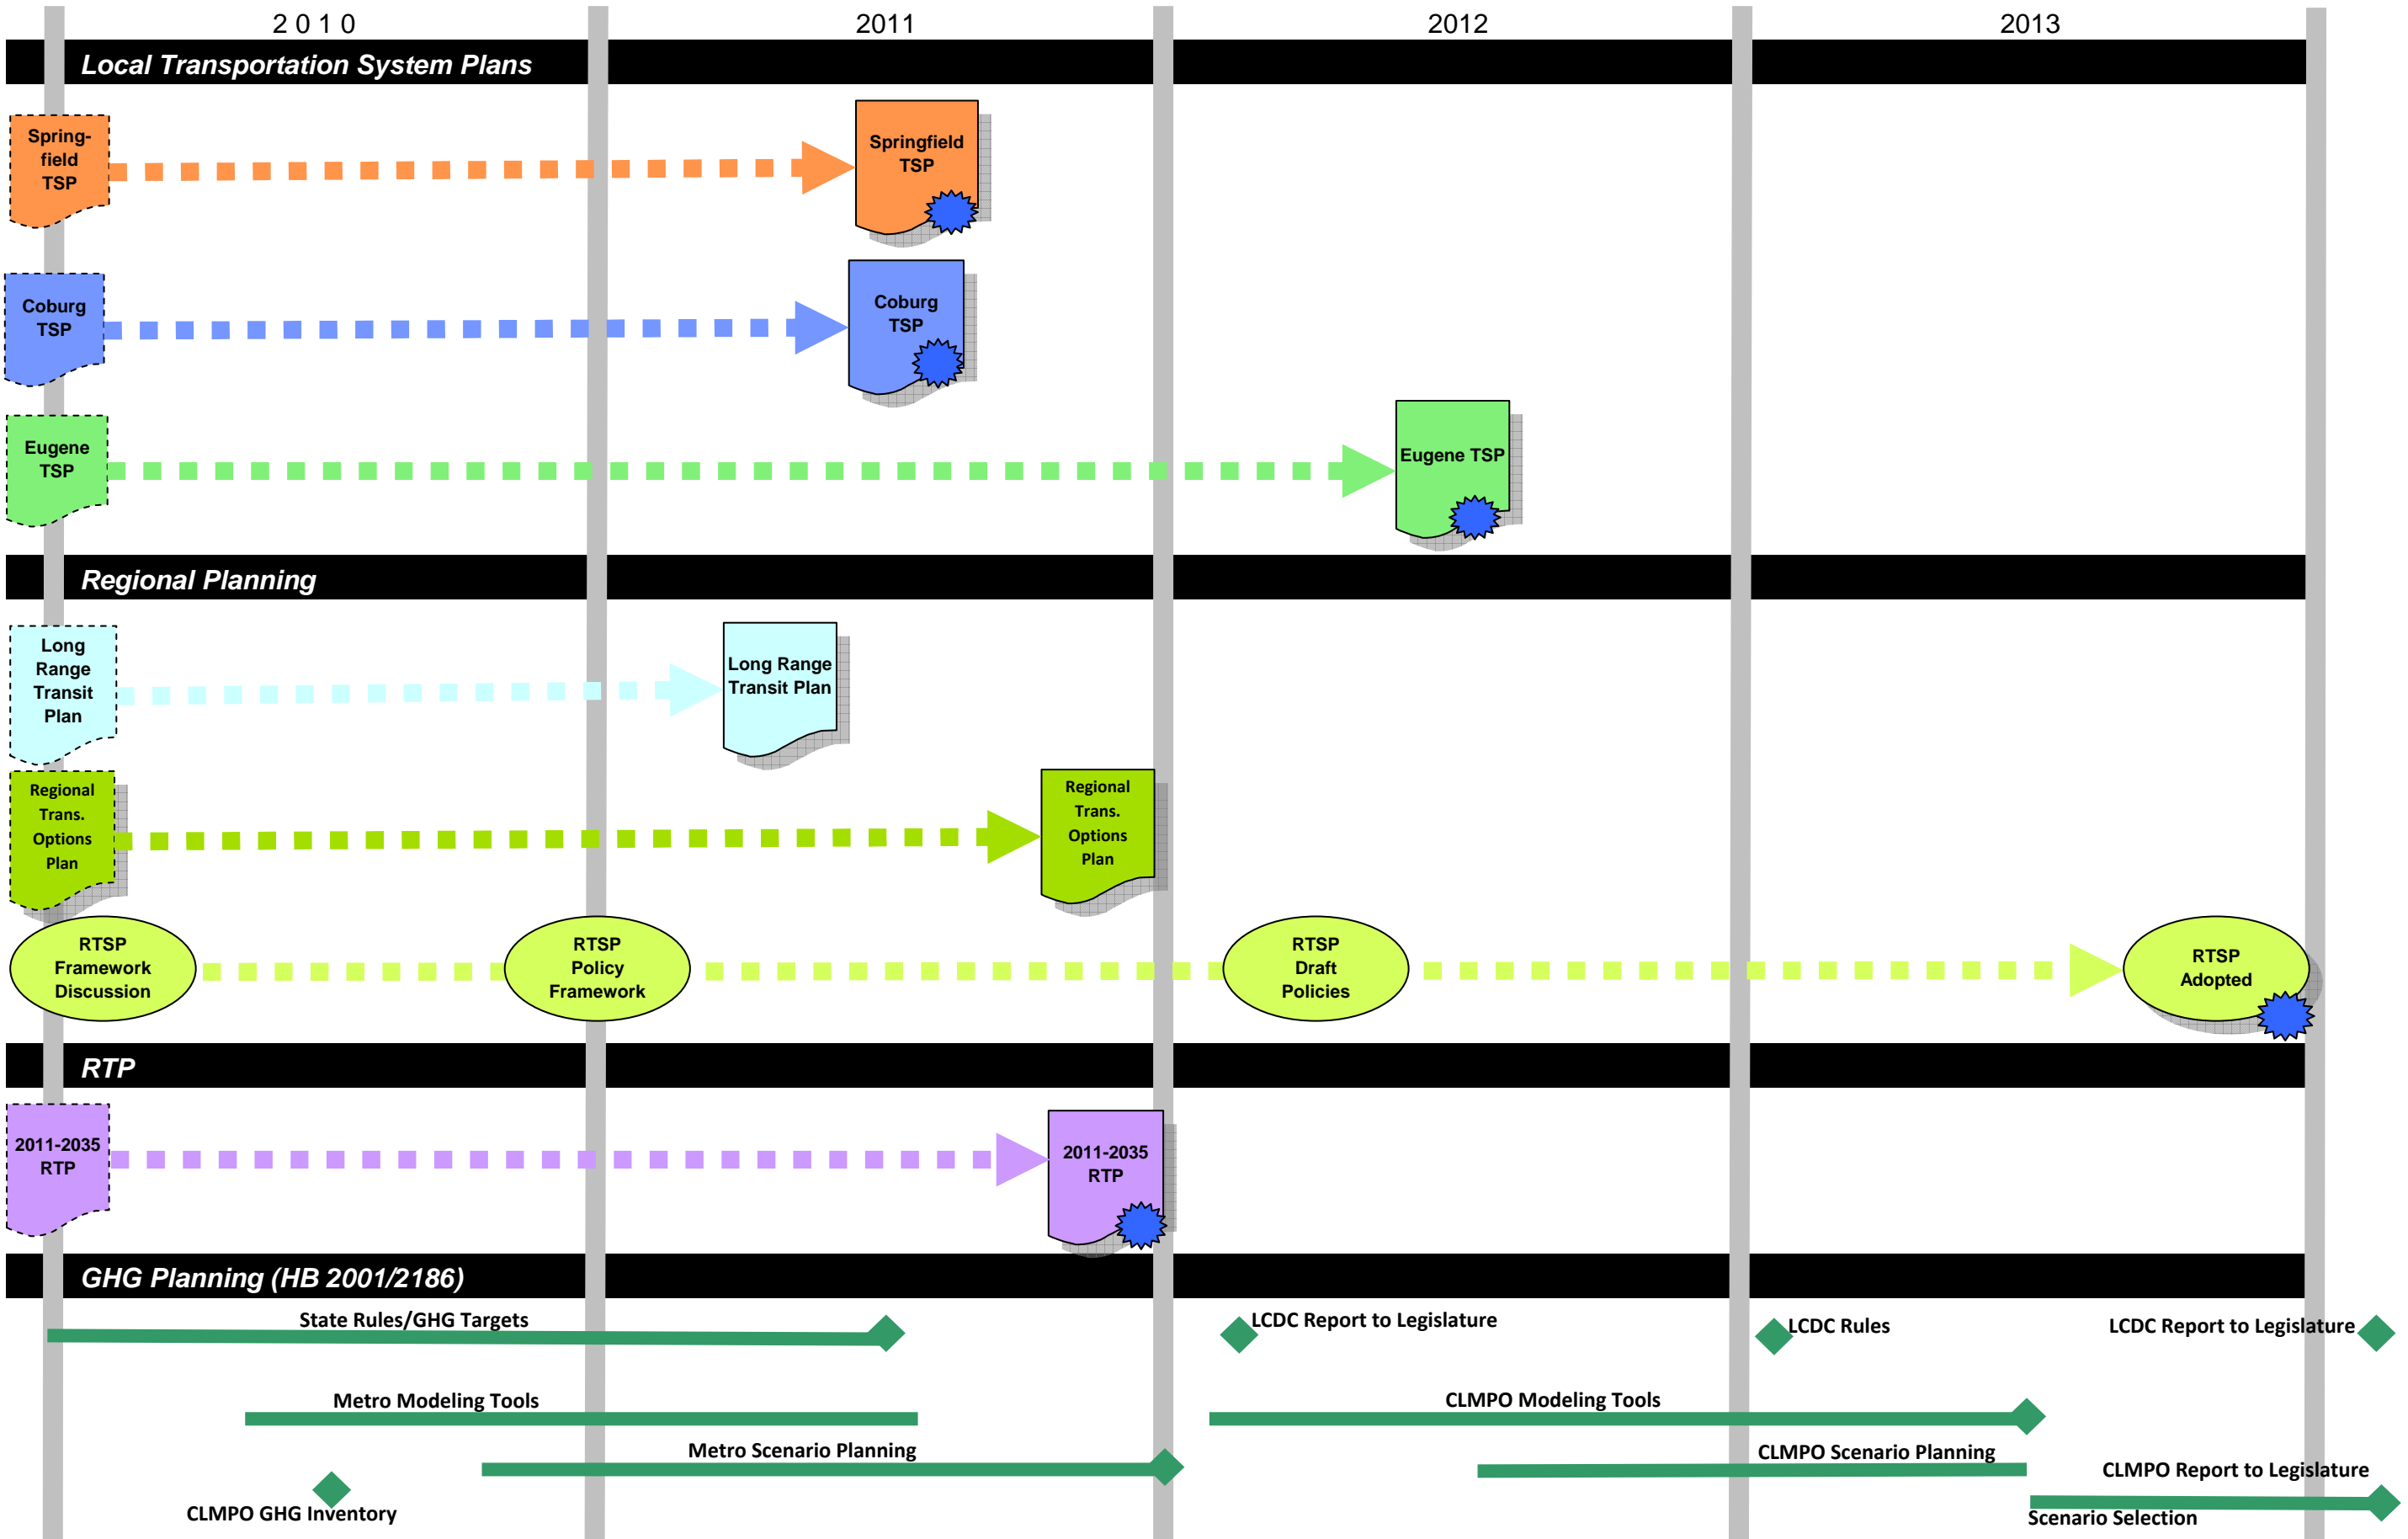 2 0 1 0
2011
2012
2013
Local Transportation System Plans
Spring-
field
TSP
Springfield
TSP
Coburg
TSP
Coburg
TSP
Eugene
TSP
Eugene TSP
Regional Planning
Long
Range
Transit
Plan
Long Range
Transit Plan
Regional
Trans.
Options
Plan
Regional
Trans.
Options
Plan
RTSP
Framework
Discussion
RTSP
Policy
Framework
RTSP
Draft
Policies
RTSP
Adopted
RTP
2011-2035
RTP
2011-2035
RTP
GHG Planning (HB 2001/2186)
State Rules/GHG Targets
LCDC Report to Legislature
LCDC Rules
LCDC Report to Legislature
Metro Modeling Tools
CLMPO Modeling Tools
Metro Scenario Planning
CLMPO Scenario Planning
CLMPO Report to Legislature
CLMPO GHG Inventory
Scenario Selection